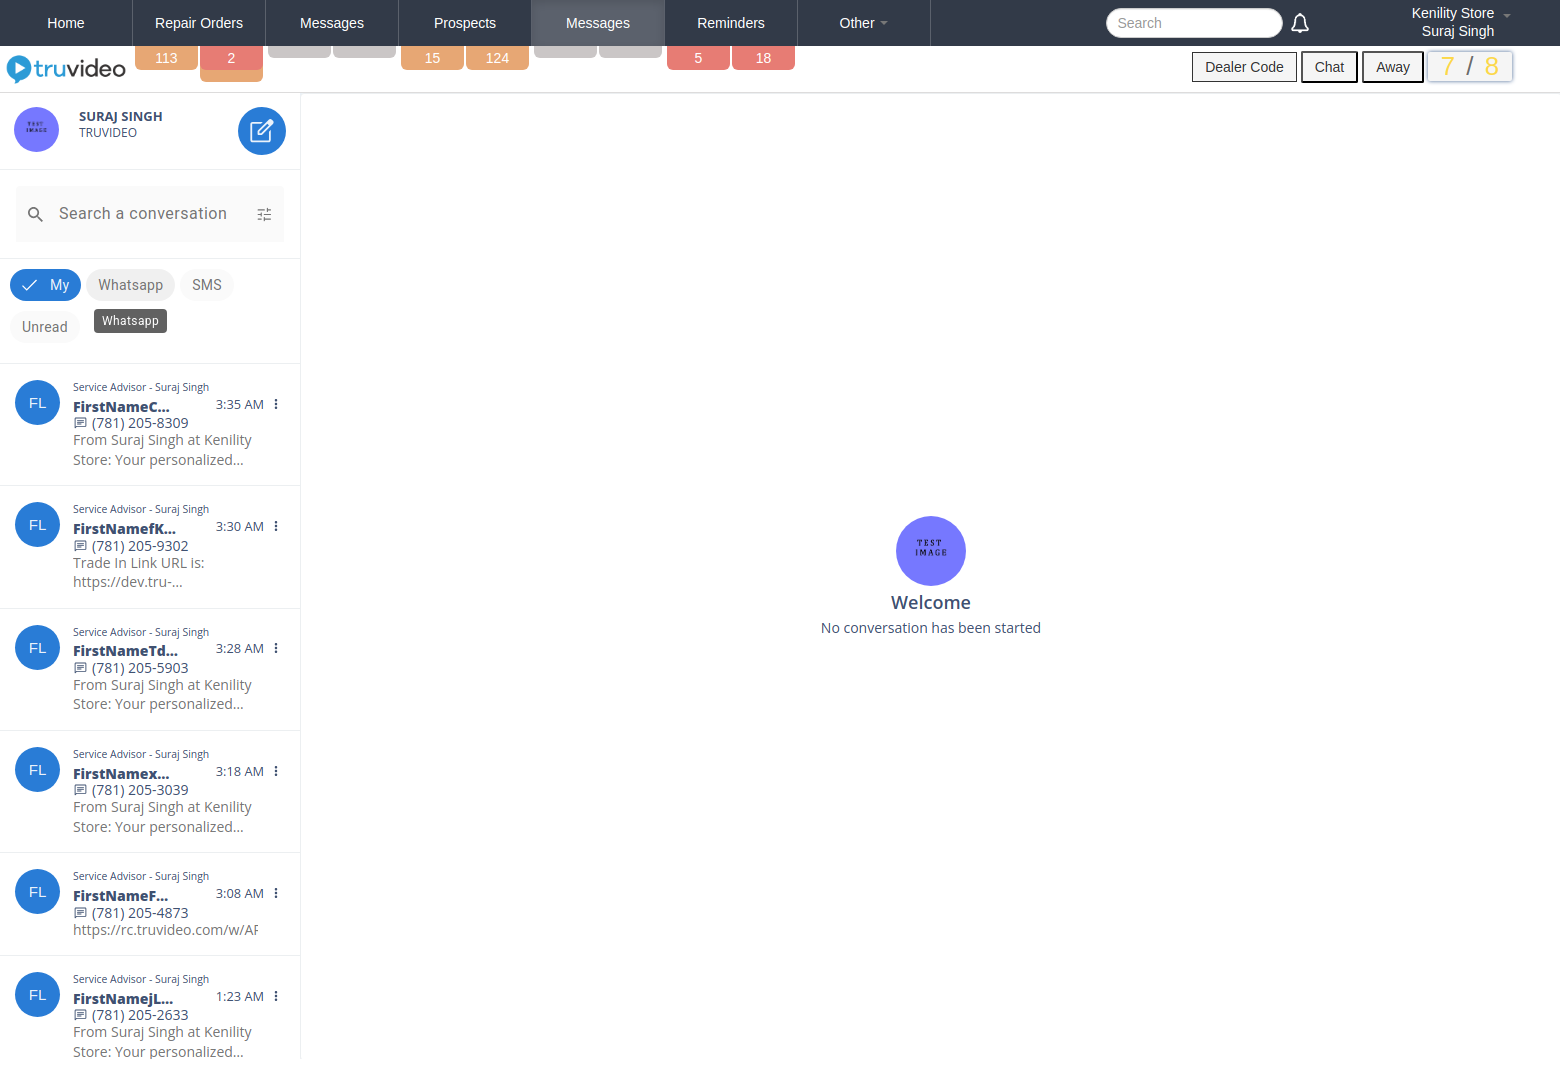 Home
Repair Orders
Messages
Prospects
Messages
Reminders
Other
Search
Kenility Store
Suraj Singh
truvideo
113
2
15
124
5
18
Dealer Code
Chat
Away
7 / 8
TEST
IMAGE
SURAJ SINGH
TRUVIDEO
Search a conversation
My
Whatsapp
SMS
Unread
Whatsapp
Service Advisor - Suraj Singh
FL
FirstNameC...
3:35 AM
(781) 205-8309
From Suraj Singh at Kenility
Store: Your personalized...
Service Advisor - Suraj Singh
FL
FirstNamefK...
3:30 AM
(781) 205-9302
Trade In Link URL is:
https://dev.tru-...
Service Advisor - Suraj Singh
FL
FirstNameTd...
3:28 AM
(781) 205-5903
From Suraj Singh at Kenility
Store: Your personalized...
Service Advisor - Suraj Singh
FL
FirstNamex...
3:18 AM
(781) 205-3039
From Suraj Singh at Kenility
Store: Your personalized...
Service Advisor - Suraj Singh
FL
FirstNameF...
3:08 AM
(781) 205-4873
https://rc.truvideo.com/w/AF
Service Advisor - Suraj Singh
FL
FirstNamejL...
1:23 AM
(781) 205-2633
From Suraj Singh at Kenility
Store: Your personalized...
TEST
IMAGE
Welcome
No conversation has been started